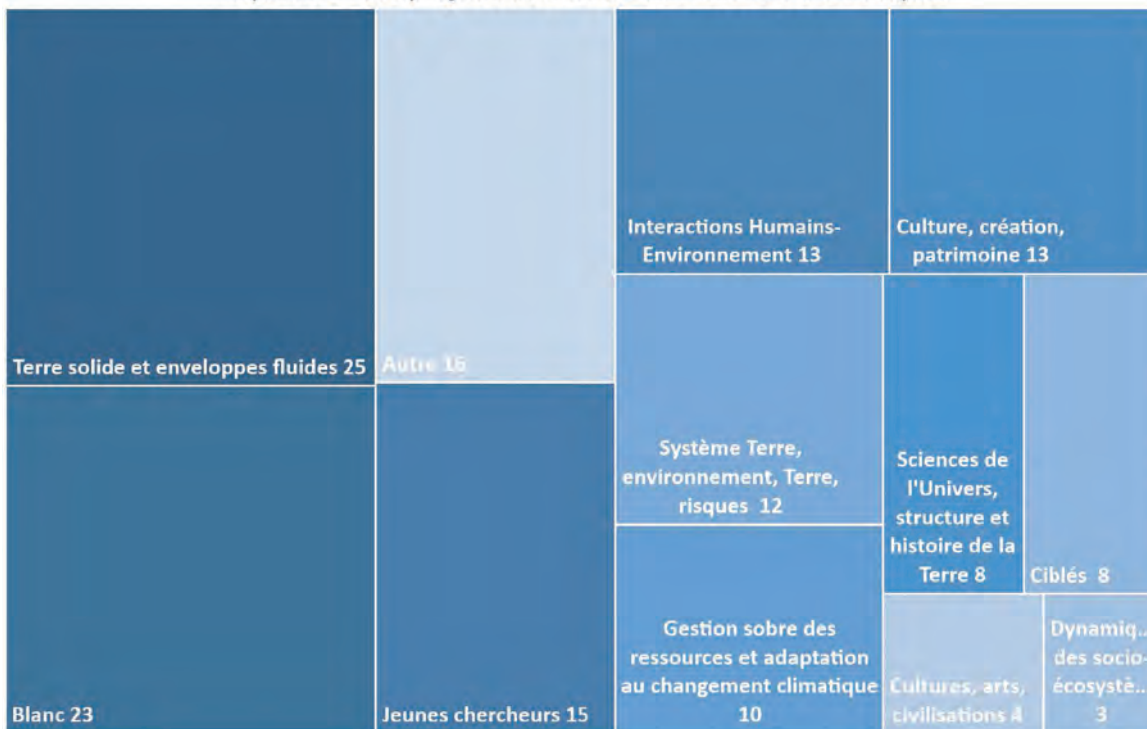 Terre solide et enveloppes fluides 25
Autre 16
Interactions Humains-
Environnement 13
Culture, création,
patrimoine 13
Système Terre,
environnement, Terre,
risques 12
Sciences de
l'Univers,
structure et
histoire de la
Terre 8
Ciblés 8
Blanc 23
Jeunes chercheurs 15
Gestion sobre des
ressources et adaptation
au changement climatique
10
Cultures, arts,
civilisations 4
Dynamiq...
des socio-
écosystè...
3